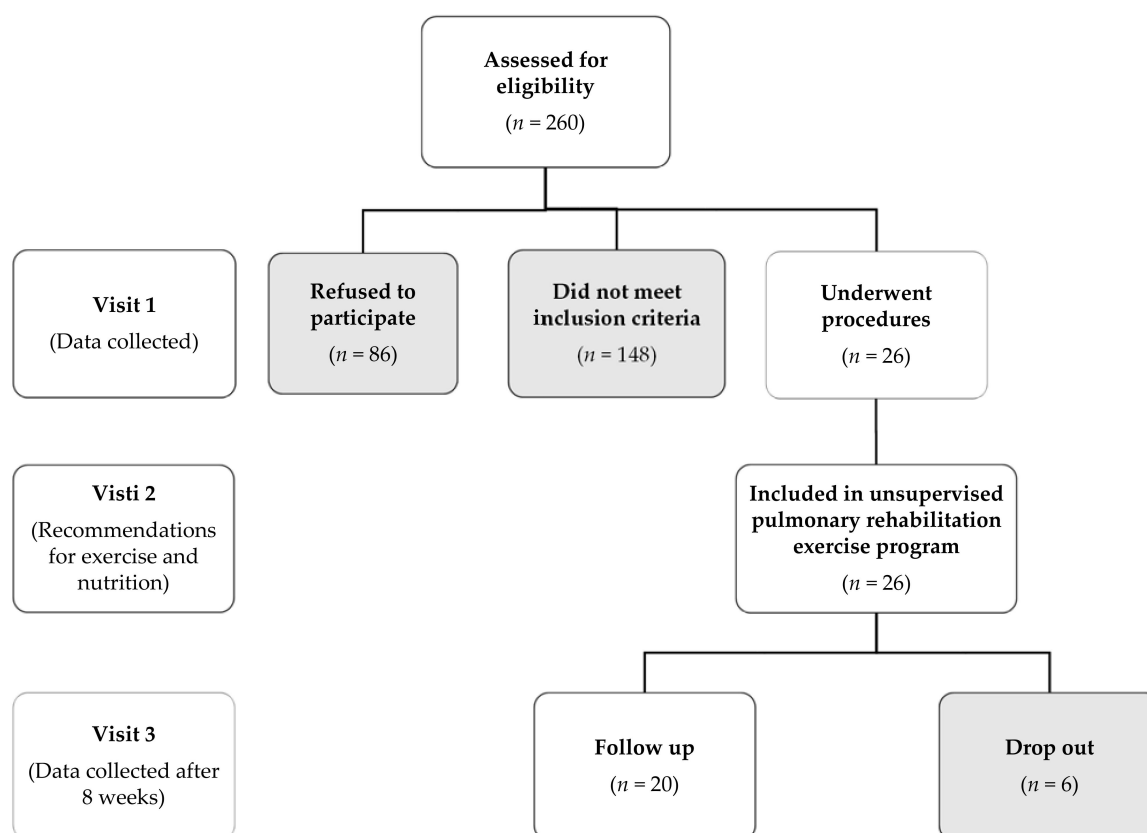 Assessed for
eligibility
(n = 260)
Visit 1
(Data collected)
Refused to
participate
(n = 86)
Did not meet
inclusion criteria
(n = 148)
Underwent
procedures
(n = 26)
Visti 2
(Recommendations
for exercise and
nutrition)
Included in unsupervised
pulmonary rehabilitation
exercise program
(n = 26)
Visit 3
(Data collected after
8 weeks)
Follow up
(n = 20)
Drop out
(n = 6)